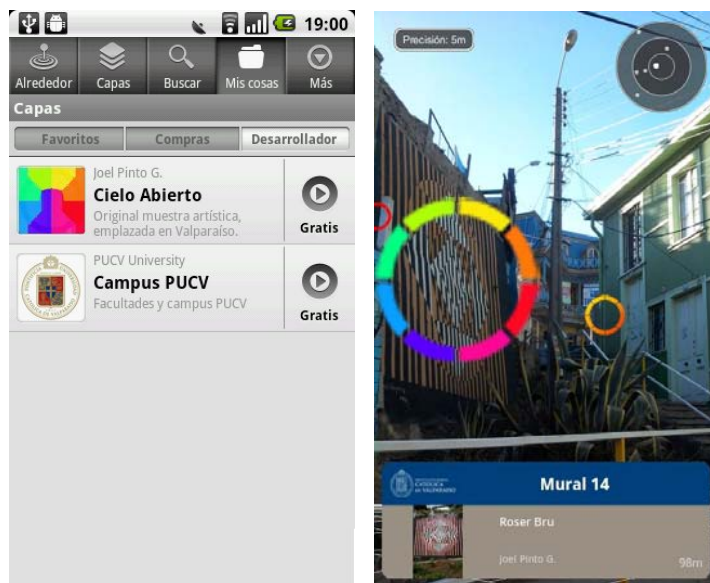 19:00
Alrededor
Capas
Buscar
Mis cosas
Más
Capas
Favoritos
Compras
Desarrollador
Joel Pinto G.
Cielo Abierto
Original muestra artística,
emplazada en Valparaíso.
Gratis
PUCV University
Campus PUCV
Facultades y campus PUCV
Gratis
Precisión: 5m
Mural 14
Roser Bru
Joel Pinto G.
98m